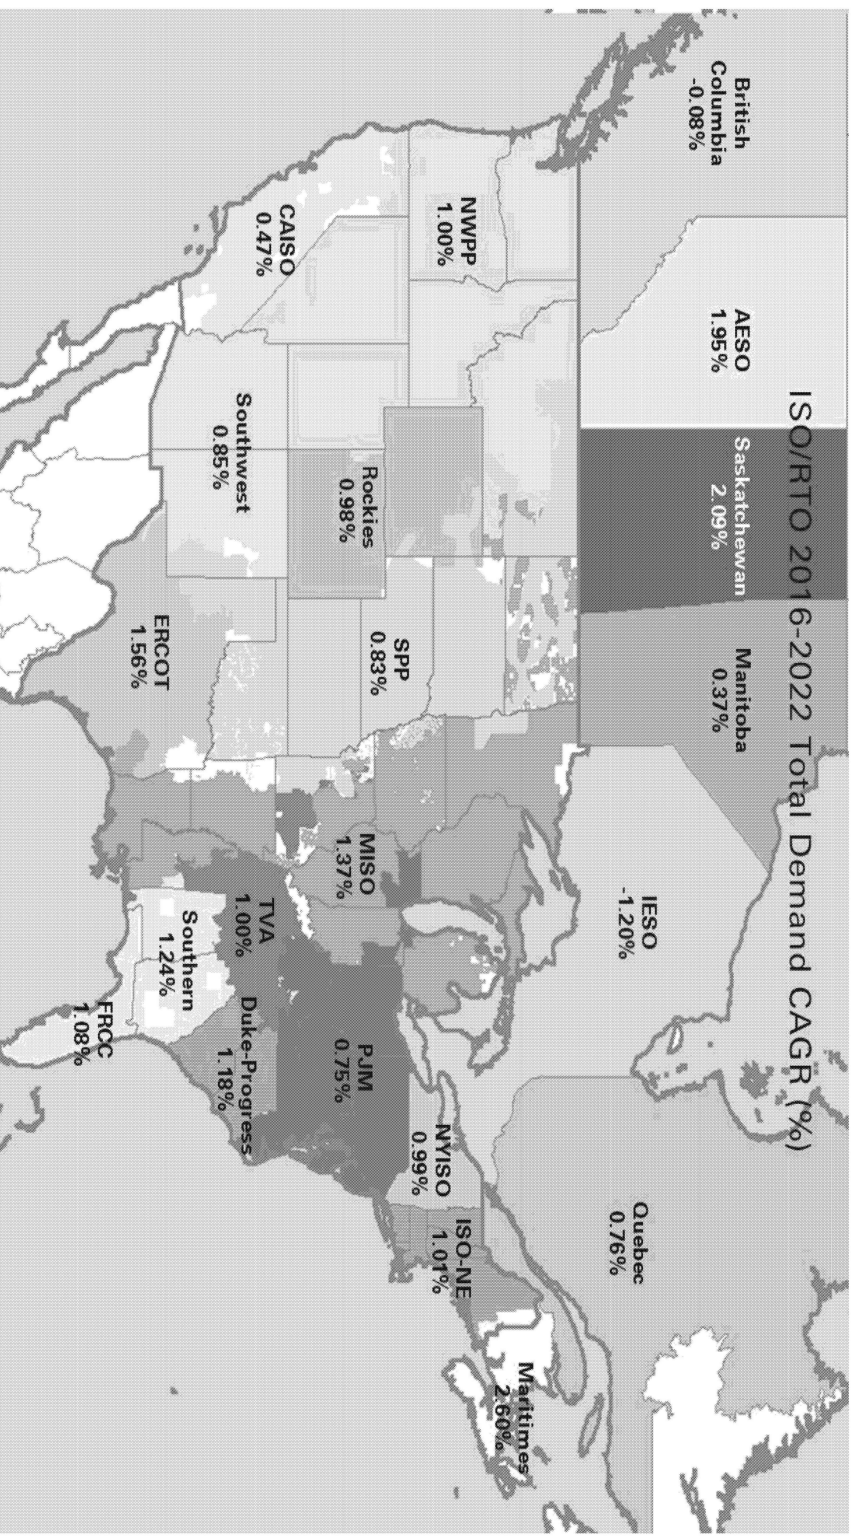 ISO/RTO 2016-2022 Total Demand CAGR (%)
British
Columbia
-0.08%
AESO
1.95%
Saskatchewan
2.09%
Manitoba
0.37%
IESO
-1.20%
Quebec
0.76%
NWPP
1.00%
CAISO
0.47%
Southwest
0.85%
Rockies
0.98%
SPP
0.83%
ERCOT
1.56%
MISO
1.37%
TVA
1.00%
Southern
1.24%
FRCC
1.08%
Duke-Progress
1.18%
PJM
0.75%
NYISO
0.99%
ISO-NE
1.01%
Maritimes
2.60%